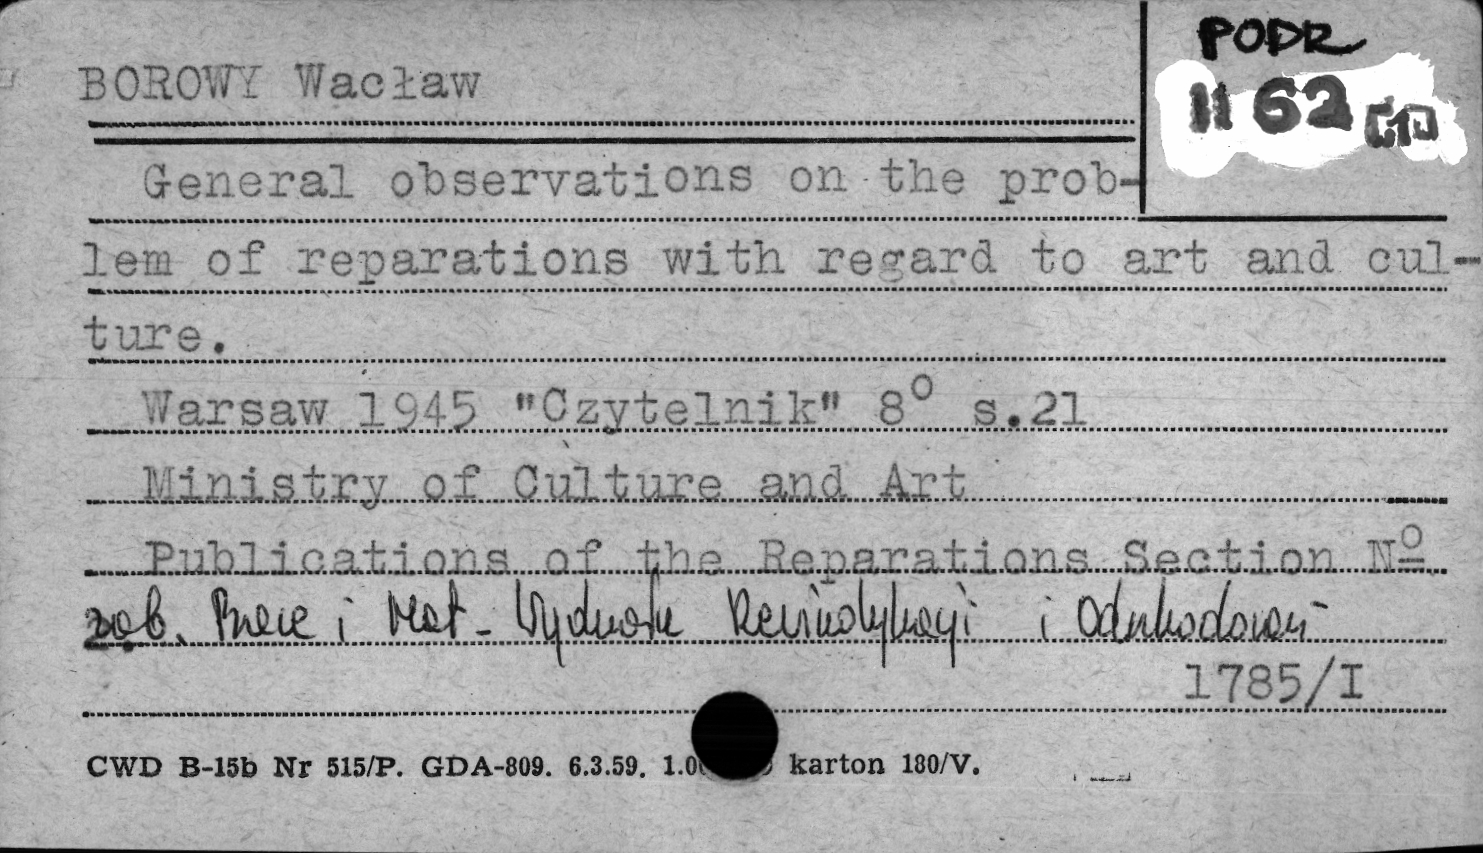 BOROWY Wacław
PODR
II 62 [1]
General observations on the prob-
lem of reparations with regard to art and cul-
ture.
Warsaw 1945 "Czytelnik" 8° s.21
Ministry of Culture and Art
Publications of the Reparations Section Nº
zob. Prace i Mat. Wydziału Rewindykacji i Odszkodowań
1785/I
CWD B-15b Nr 515/P. GDA-809. 6.3.59. karton 180/V.